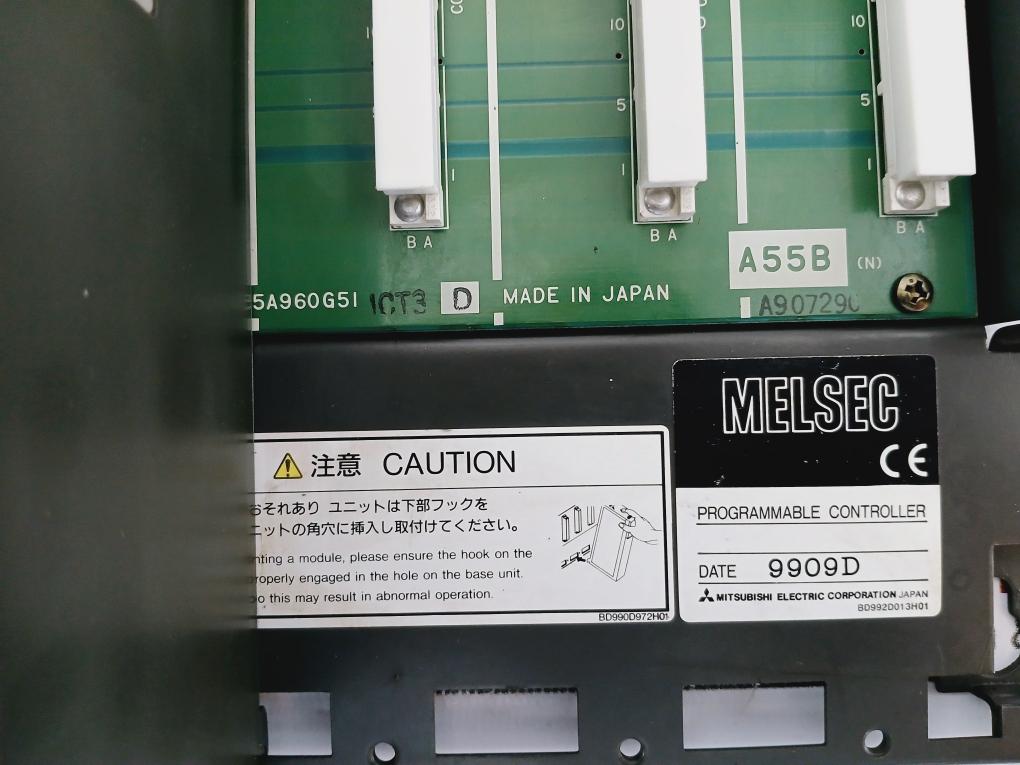 10
10
10
5
5
1
1
1
B A
B A
B A
A55B (N)
5A960G51 1CT3 D MADE IN JAPAN
A90729
MELSEC
CE
注意 CAUTION
おそれあり ユニットは下部フックを
ニットの角穴に挿入し取付けてください。
nting a module, please ensure the hook on the
roperly engaged in the hole on the base unit.
o this may result in abnormal operation.
BD990D972H01
PROGRAMMABLE CONTROLLER
DATE 9909D
MITSUBISHI ELECTRIC CORPORATION JAPAN
BD992D013H01